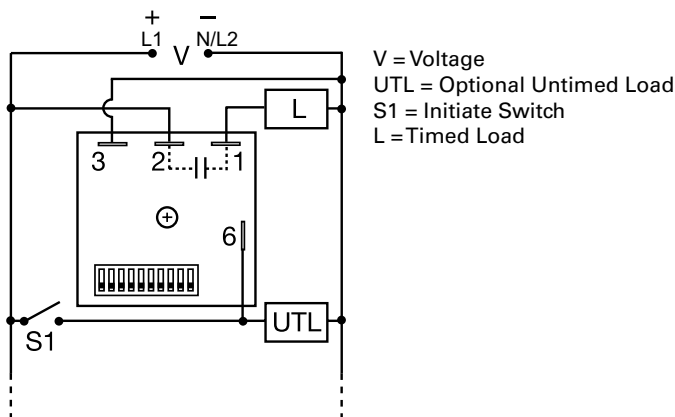 + –
L1 V N/L2
V = Voltage
UTL = Optional Untimed Load
S1 = Initiate Switch
L = Timed Load
L
3 2 1
6
S1 UTL